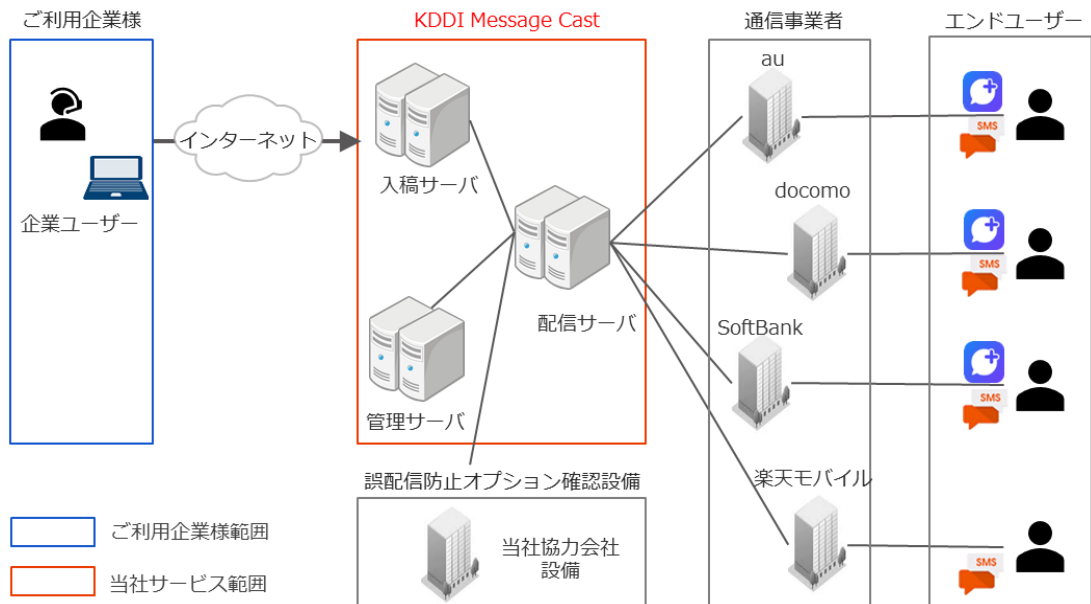 ご利用企業様
KDDI Message Cast
通信事業者
エンドユーザー
企業ユーザー
インターネット
入稿サーバ
配信サーバ
管理サーバ
au
SMS
docomo
SMS
SoftBank
SMS
楽天モバイル
SMS
誤配信防止オプション確認設備
当社協力会社
設備
ご利用企業様範囲
当社サービス範囲